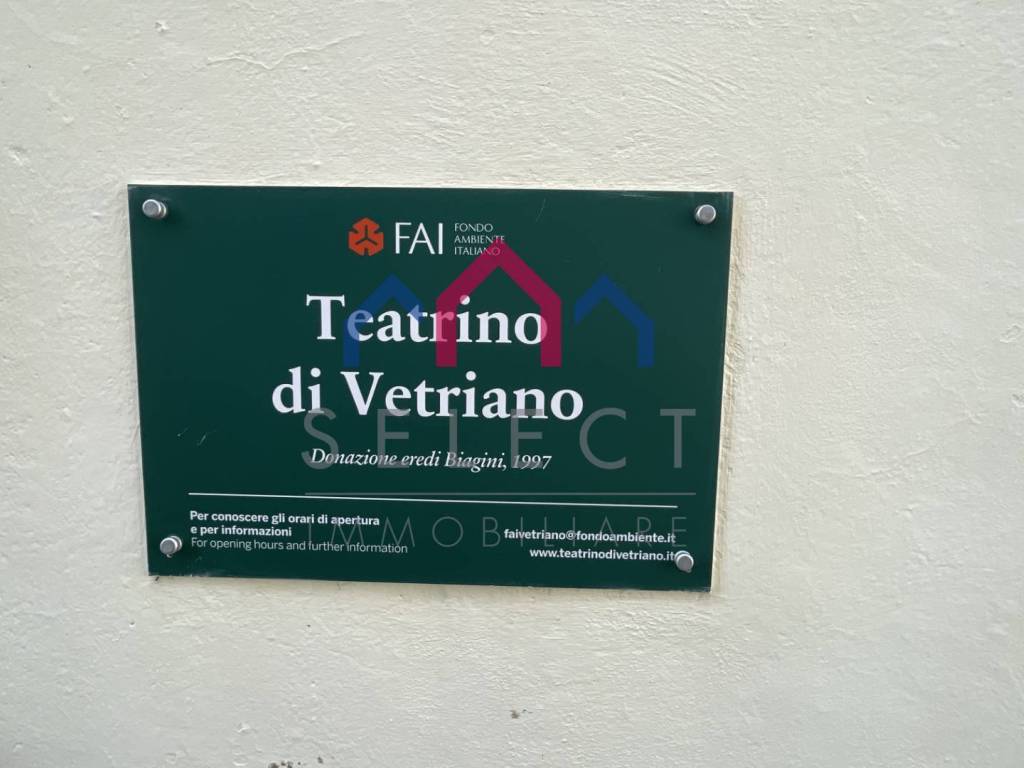 FAI
FONDO
AMBIENTE
ITALIANO
Teatrino
di Vetriano
SELECT
Donazione eredi Biagini, 1997
Per conoscere gli orari di apertura
e per informazioni
For opening hours and further information
IMMOBILIARE
faivetriano@fondoambiente.it
www.teatrinodivetriano.it